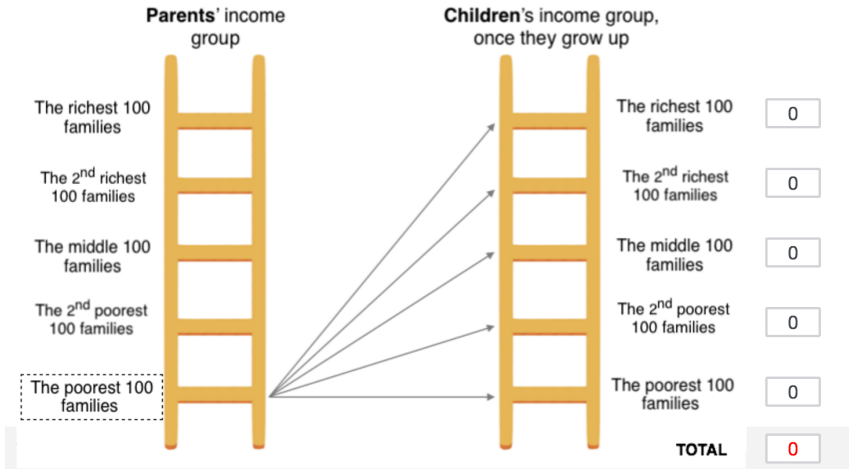 Parents' income
group
Children's income group,
once they grow up
The richest 100
families
The 2nd richest
100 families
The middle 100
families
The 2nd poorest
100 families
The poorest 100
families
The richest 100
families
0
The 2nd richest
100 families
0
The middle 100
families
0
The 2nd poorest
100 families
0
The poorest 100
families
0
TOTAL
0